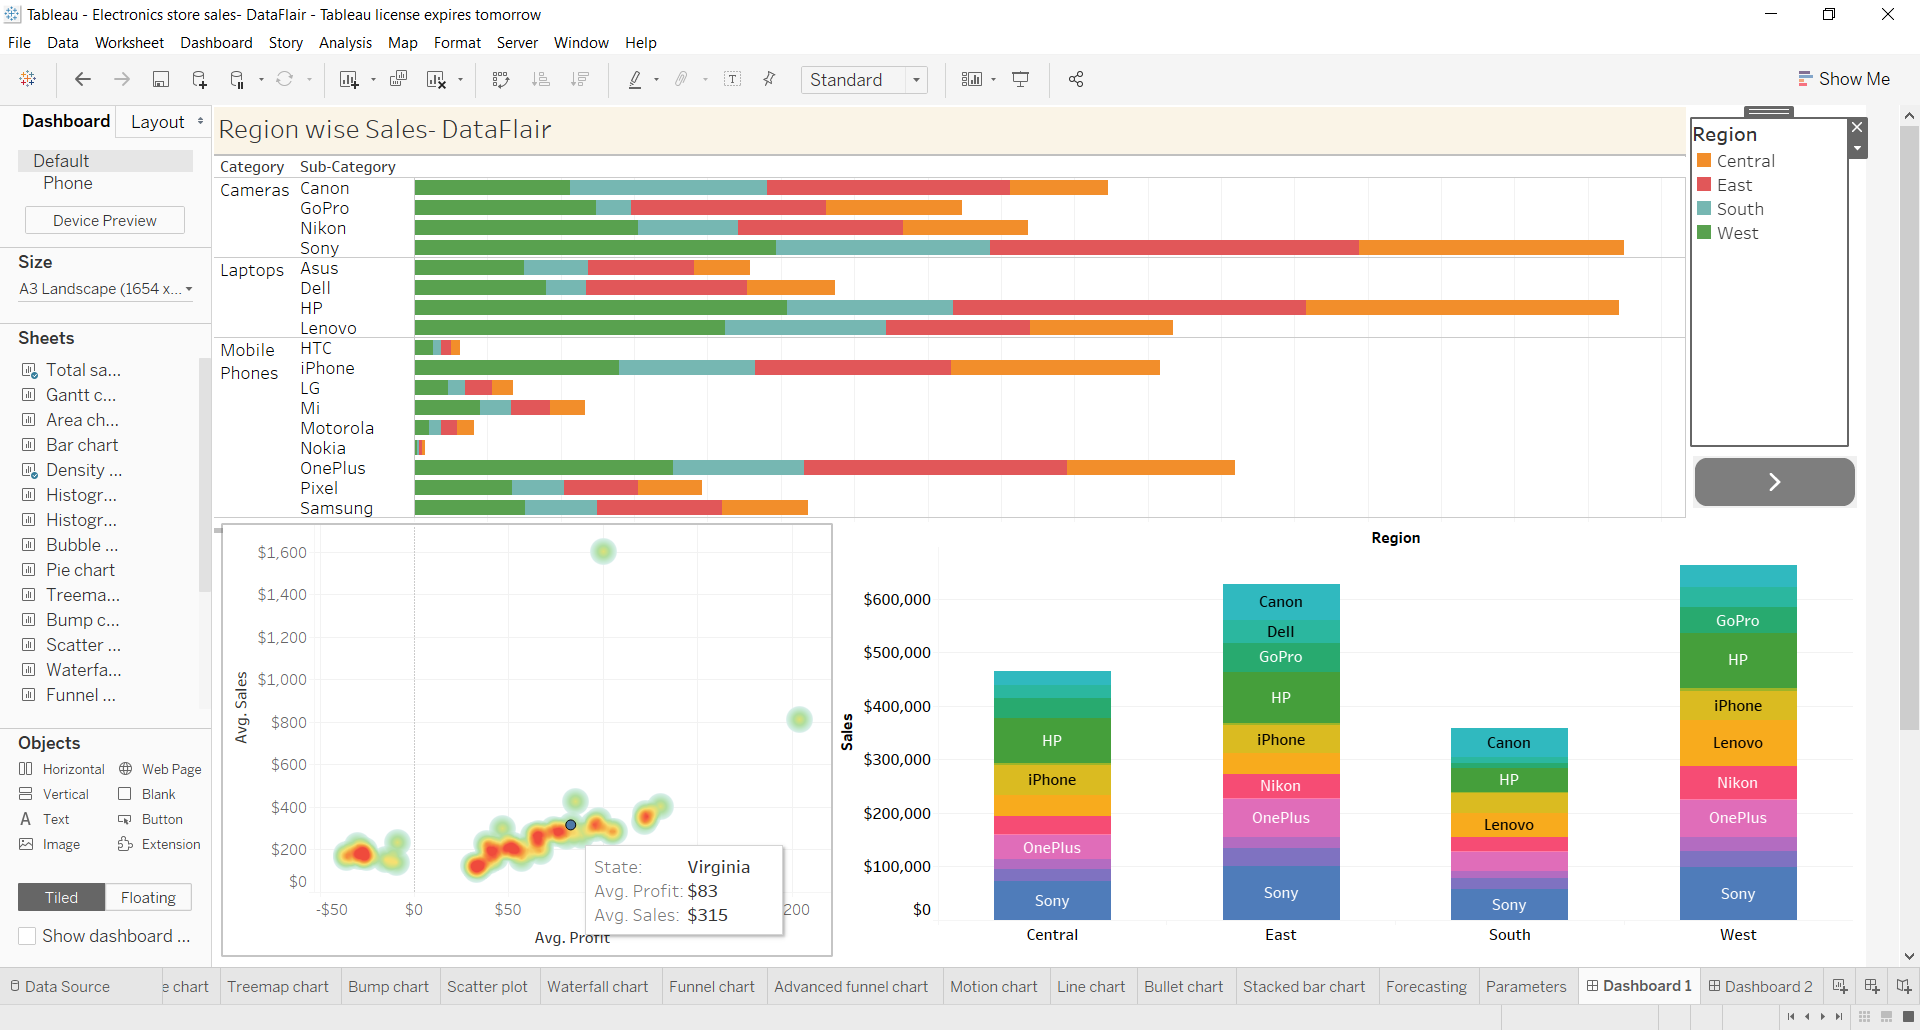 Tableau - Electronics store sales- DataFlair - Tableau license expires tomorrow
File Data Worksheet Dashboard Story Analysis Map Format Server Window Help
Standard
Show Me
Dashboard Layout
Default
Phone
Device Preview
Size
A3 Landscape (1654 x...
Sheets
Total sa...
Gantt c...
Area ch...
Bar chart
Density ...
Histogr...
Histogr...
Bubble ...
Pie chart
Treema...
Bump c...
Scatter ...
Waterfa...
Funnel ...
Objects
Horizontal Web Page
Vertical Blank
A Text Button
Image Extension
Tiled Floating
Show dashboard ...
Region wise Sales- DataFlair
Category Sub-Category
Cameras Canon
GoPro
Nikon
Sony
Laptops Asus
Dell
HP
Lenovo
Mobile Phones HTC
iPhone
LG
Mi
Motorola
Nokia
OnePlus
Pixel
Samsung
Region
Central
East
South
West
Avg. Sales
$1,600
$1,400
$1,200
$1,000
$800
$600
$400
$200
$0
-$50 $0 $50 200
Avg. Profit
State: Virginia
Avg. Profit: $83
Avg. Sales: $315
Region
Sales
$600,000
$500,000
$400,000
$300,000
$200,000
$100,000
$0
HP
iPhone
OnePlus
Sony
Canon
Dell
GoPro
HP
iPhone
Nikon
OnePlus
Sony
Canon
HP
Lenovo
Sony
GoPro
HP
iPhone
Lenovo
Nikon
OnePlus
Sony
Central East South West
Data Source e chart Treemap chart Bump chart Scatter plot Waterfall chart Funnel chart Advanced funnel chart Motion chart Line chart Bullet chart Stacked bar chart Forecasting Parameters Dashboard 1 Dashboard 2